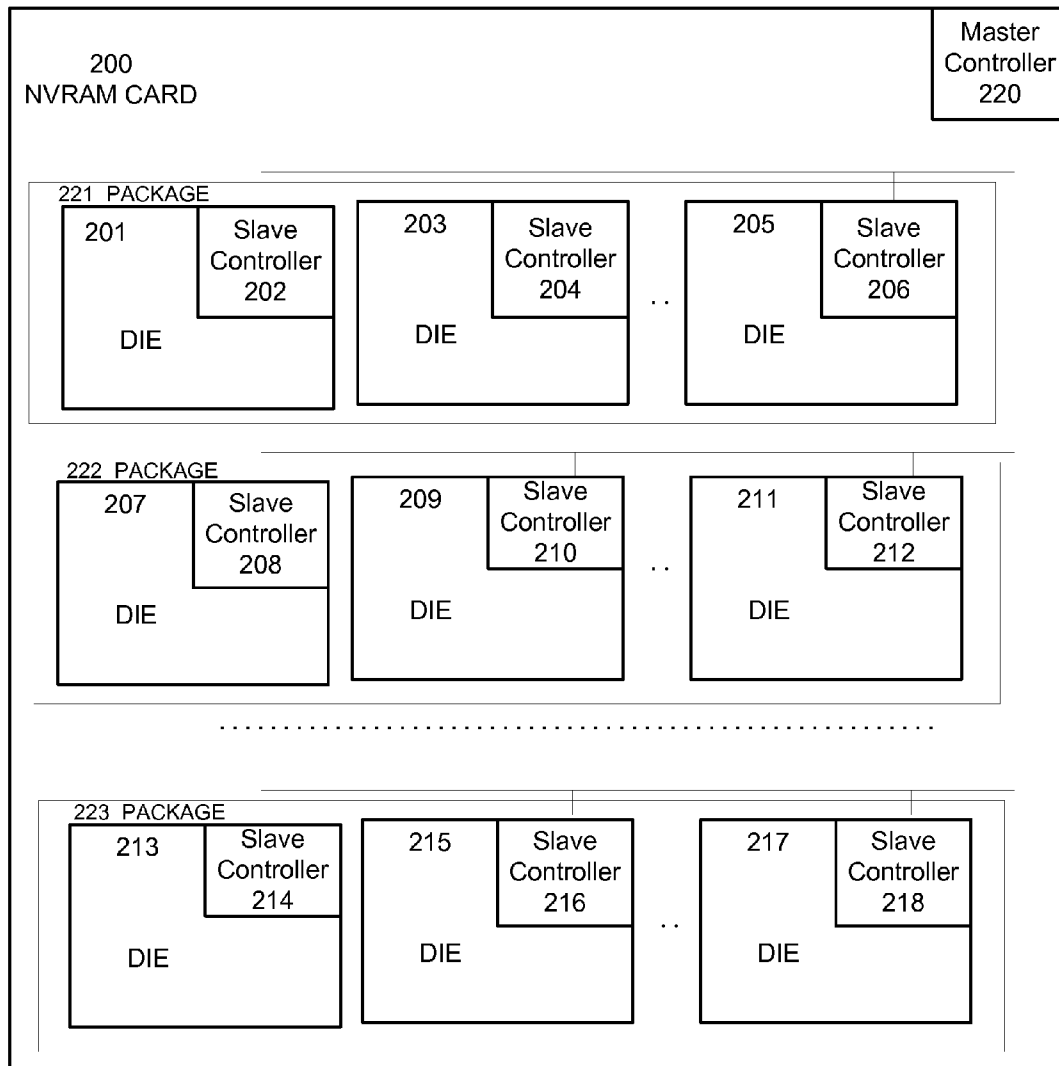 200
NVRAM CARD
Master
Controller
220
221 PACKAGE
201
Slave
Controller
202
DIE
203
Slave
Controller
204
DIE
. .
205
Slave
Controller
206
DIE
222 PACKAGE
207
Slave
Controller
208
DIE
209
Slave
Controller
210
DIE
. .
211
Slave
Controller
212
DIE
223 PACKAGE
213
Slave
Controller
214
DIE
215
Slave
Controller
216
DIE
. .
217
Slave
Controller
218
DIE